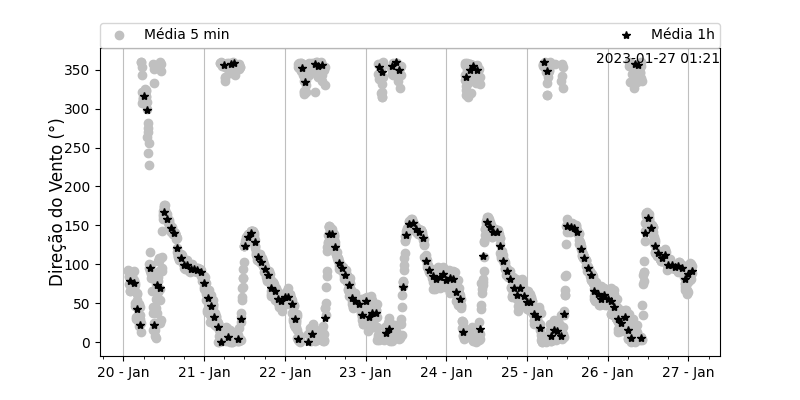 Média 5 min
Média 1h
2023-01-27 01:21
Direção do Vento (°)
350
300
250
200
150
100
50
0
20 - Jan
21 - Jan
22 - Jan
23 - Jan
24 - Jan
25 - Jan
26 - Jan
27 - Jan